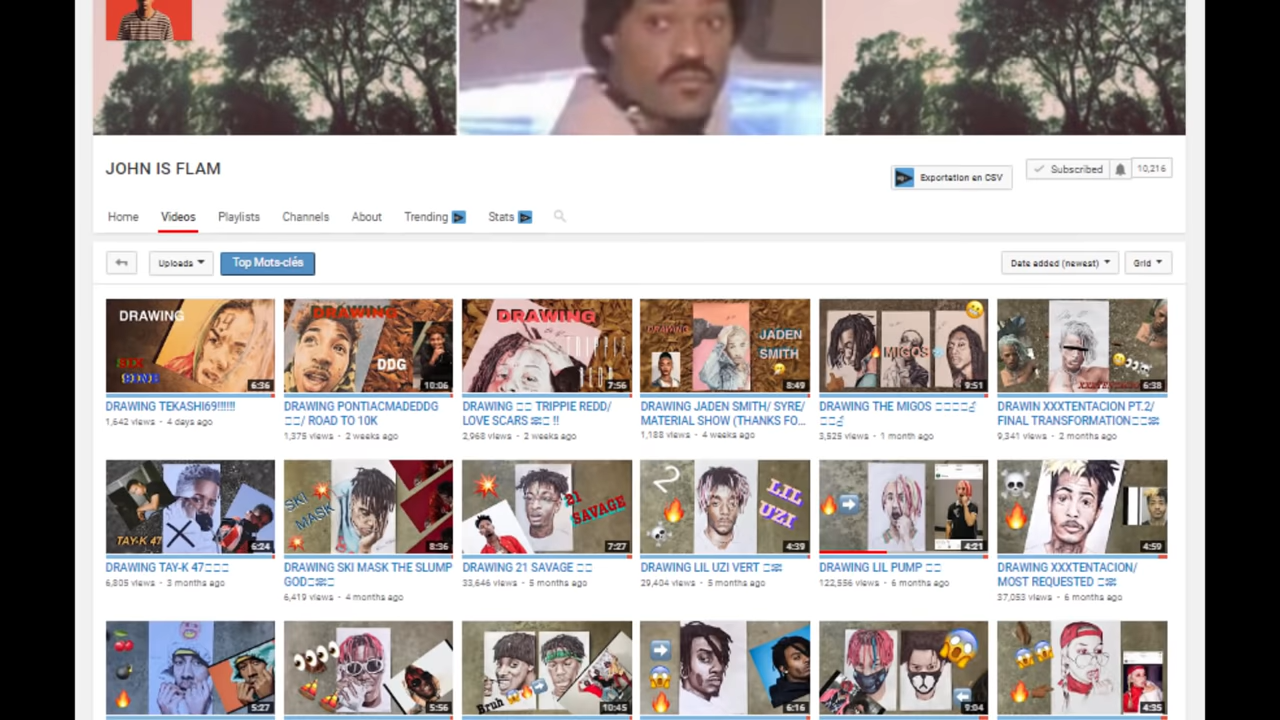 JOHN IS FLAM
Exportation en CSV
Subscribed
10,216
Home Videos Playlists Channels About Trending Stats
Uploads Top Mots-clés
Date added (newest) Grid
DRAWING
SIX
NINE
6:36
DRAWING
DDG
10:06
DRAWING
TRIPPIE
REDD
7:56
DRAWING
JADEN
SMITH
8:49
MIGOS
9:51
XXXTENTACION
6:38
DRAWING TEKASHI69!!!!!!
1,642 views · 4 days ago
DRAWING PONTIACMADEDDG
/ ROAD TO 10K
1,375 views · 2 weeks ago
DRAWING TRIPPIE REDD/
LOVE SCARS !!
2,968 views · 2 weeks ago
DRAWING JADEN SMITH/ SYRE/
MATERIAL SHOW (THANKS FO...
1,188 views · 4 weeks ago
DRAWING THE MIGOS
3,525 views · 1 month ago
DRAWIN XXXTENTACION PT.2/
FINAL TRANSFORMATION
9,341 views · 2 months ago
TAY-K 47
6:24
SKI
MASK
8:36
21
SAVAGE
7:27
LIL
UZI
4:39
4:21
4:59
DRAWING TAY-K 47
6,805 views · 3 months ago
DRAWING SKI MASK THE SLUMP
GOD
6,419 views · 4 months ago
DRAWING 21 SAVAGE
33,646 views · 5 months ago
DRAWING LIL UZI VERT
29,404 views · 5 months ago
DRAWING LIL PUMP
122,556 views · 6 months ago
DRAWING XXXTENTACION/
MOST REQUESTED
37,053 views · 6 months ago
5:27
5:56
Bruh
10:45
6:16
9:04
4:35